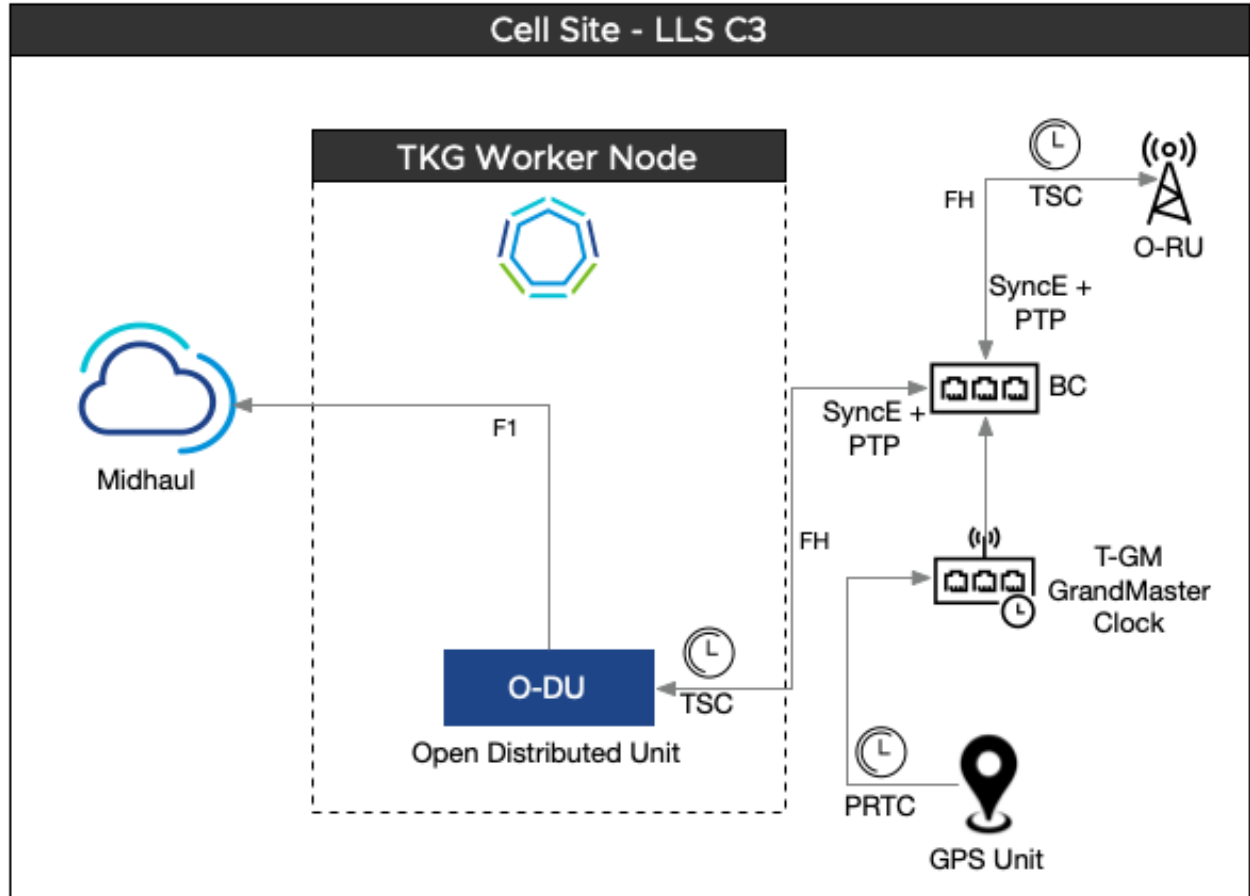 Cell Site - LLS C3
TKG Worker Node
TSC
FH
O-RU
SyncE +
PTP
BC
SyncE +
PTP
F1
Midhaul
FH
T-GM
GrandMaster
Clock
O-DU
TSC
Open Distributed Unit
PRTC
GPS Unit